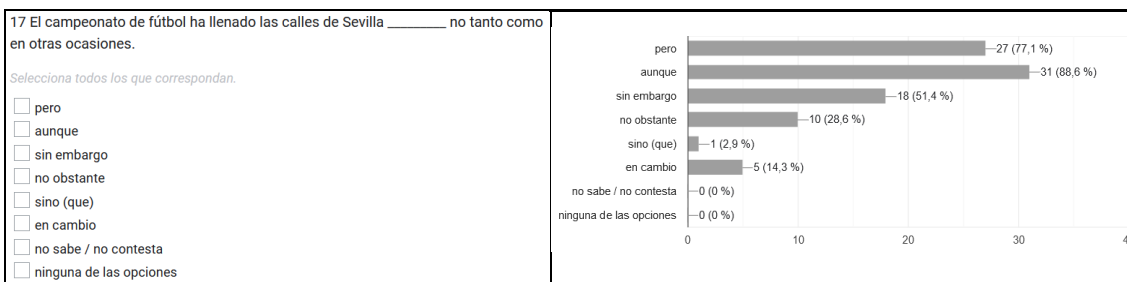 17 El campeonato de fútbol ha llenado las calles de Sevilla ________ no tanto como
en otras ocasiones.
Selecciona todos los que correspondan.
pero
aunque
sin embargo
no obstante
sino (que)
en cambio
no sabe / no contesta
ninguna de las opciones
pero 27 (77,1 %)
aunque 31 (88,6 %)
sin embargo 18 (51,4 %)
no obstante 10 (28,6 %)
sino (que) 1 (2,9 %)
en cambio 5 (14,3 %)
no sabe / no contesta 0 (0 %)
ninguna de las opciones 0 (0 %)
0 10 20 30